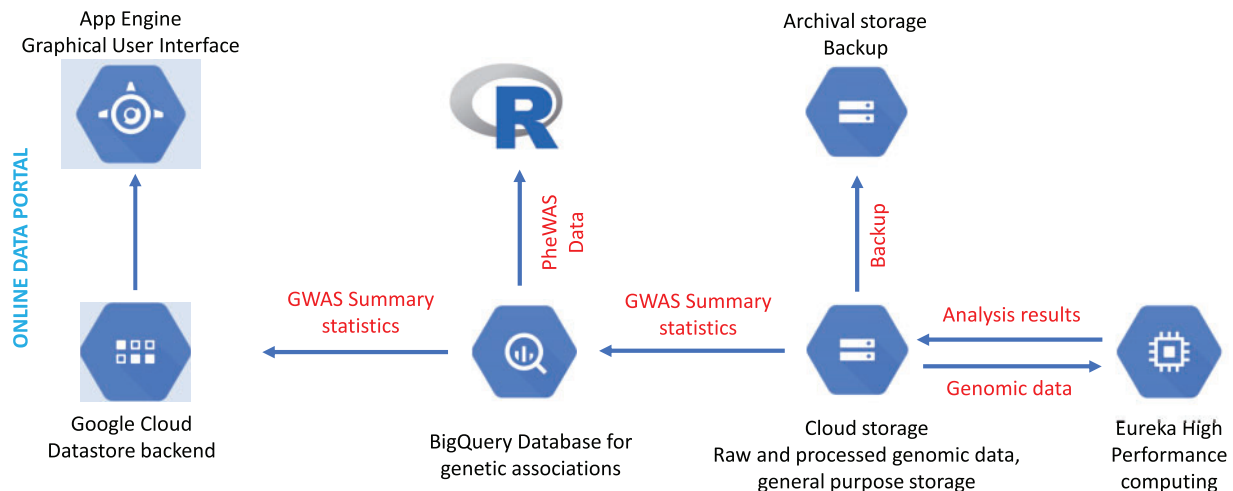 App Engine
Graphical User Interface
Archival storage
Backup
R
ONLINE DATA PORTAL
PheWAS
Data
Backup
GWAS Summary
statistics
GWAS Summary
statistics
Analysis results
Genomic data
Google Cloud
Datastore backend
BigQuery Database for
genetic associations
Cloud storage
Raw and processed genomic data,
general purpose storage
Eureka High
Performance
computing